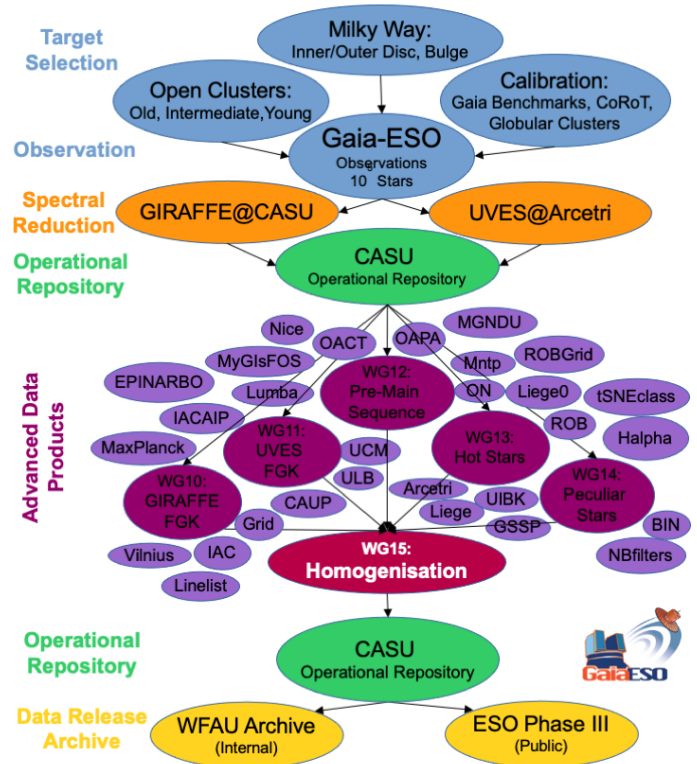 Target
Selection
Milky Way:
Inner/Outer Disc, Bulge
Open Clusters:
Old, Intermediate,Young
Calibration:
Gaia Benchmarks, CoRoT,
Globular Clusters
Observation
Gaia-ESO
Observations
10 Stars
Spectral
Reduction
GIRAFFE@CASU
UVES@Arcetri
Operational
Repository
CASU
Operational Repository
Advanced Data
Products
Nice
OACT
OAPA
MGNDU
MyGIsFOS
Mntp
ROBGrid
EPINARBO
Lumba
WG12:
Pre-Main
Sequence
ON
Liege0
tSNEclass
IACAIP
ROB
Halpha
MaxPlanck
WG11:
UVES
FGK
UCM
ULB
WG13:
Hot Stars
WG10:
GIRAFFE
FGK
CAUP
Arcetri
Liege
UIBK
GSSP
WG14:
Peculiar
Stars
Grid
BIN
Vilnius
IAC
NBfilters
Linelist
WG15:
Homogenisation
Operational
Repository
CASU
Operational Repository
GaiaESO
Data Release
Archive
WFAU Archive
(Internal)
ESO Phase III
(Public)